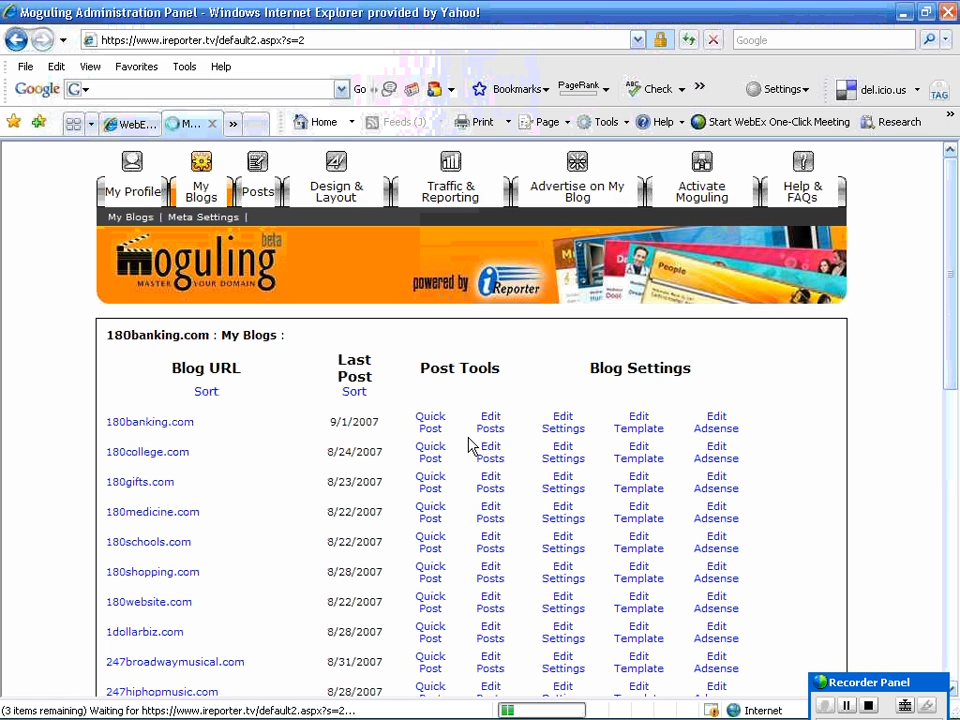 Moguling Administration Panel - Windows Internet Explorer provided by Yahoo!
https://www.ireporter.tv/default2.aspx?s=2
Google
File Edit View Favorites Tools Help
Google G Go Bookmarks PageRank ABC Check » Settings del.icio.us TAG
WebE... M... » Home Feeds (J) Print Page Tools Help Start WebEx One-Click Meeting Research »
My Profile
My Blogs
Posts
Design & Layout
Traffic & Reporting
Advertise on My Blog
Activate Moguling
Help & FAQs
My Blogs | Meta Settings |
moguling beta
MASTER YOUR DOMAIN
powered by iReporter
People
180banking.com : My Blogs :
Blog URL Last Post Post Tools Blog Settings
Sort Sort
180banking.com 9/1/2007 Quick Post Edit Posts Edit Settings Edit Template Edit Adsense
180college.com 8/24/2007 Quick Post Edit Posts Edit Settings Edit Template Edit Adsense
180gifts.com 8/23/2007 Quick Post Edit Posts Edit Settings Edit Template Edit Adsense
180medicine.com 8/22/2007 Quick Post Edit Posts Edit Settings Edit Template Edit Adsense
180schools.com 8/22/2007 Quick Post Edit Posts Edit Settings Edit Template Edit Adsense
180shopping.com 8/28/2007 Quick Post Edit Posts Edit Settings Edit Template Edit Adsense
180website.com 8/22/2007 Quick Post Edit Posts Edit Settings Edit Template Edit Adsense
1dollarbiz.com 8/28/2007 Quick Post Edit Posts Edit Settings Edit Template Edit Adsense
247broadwaymusical.com 8/31/2007 Quick Post Edit Posts Edit Settings Edit Template Edit Adsense
247hiphopmusic.com 8/28/2007 Quick Edit Edit Edit Edit
Recorder Panel
(3 items remaining) Waiting for https://www.ireporter.tv/default2.aspx?s=2... Internet